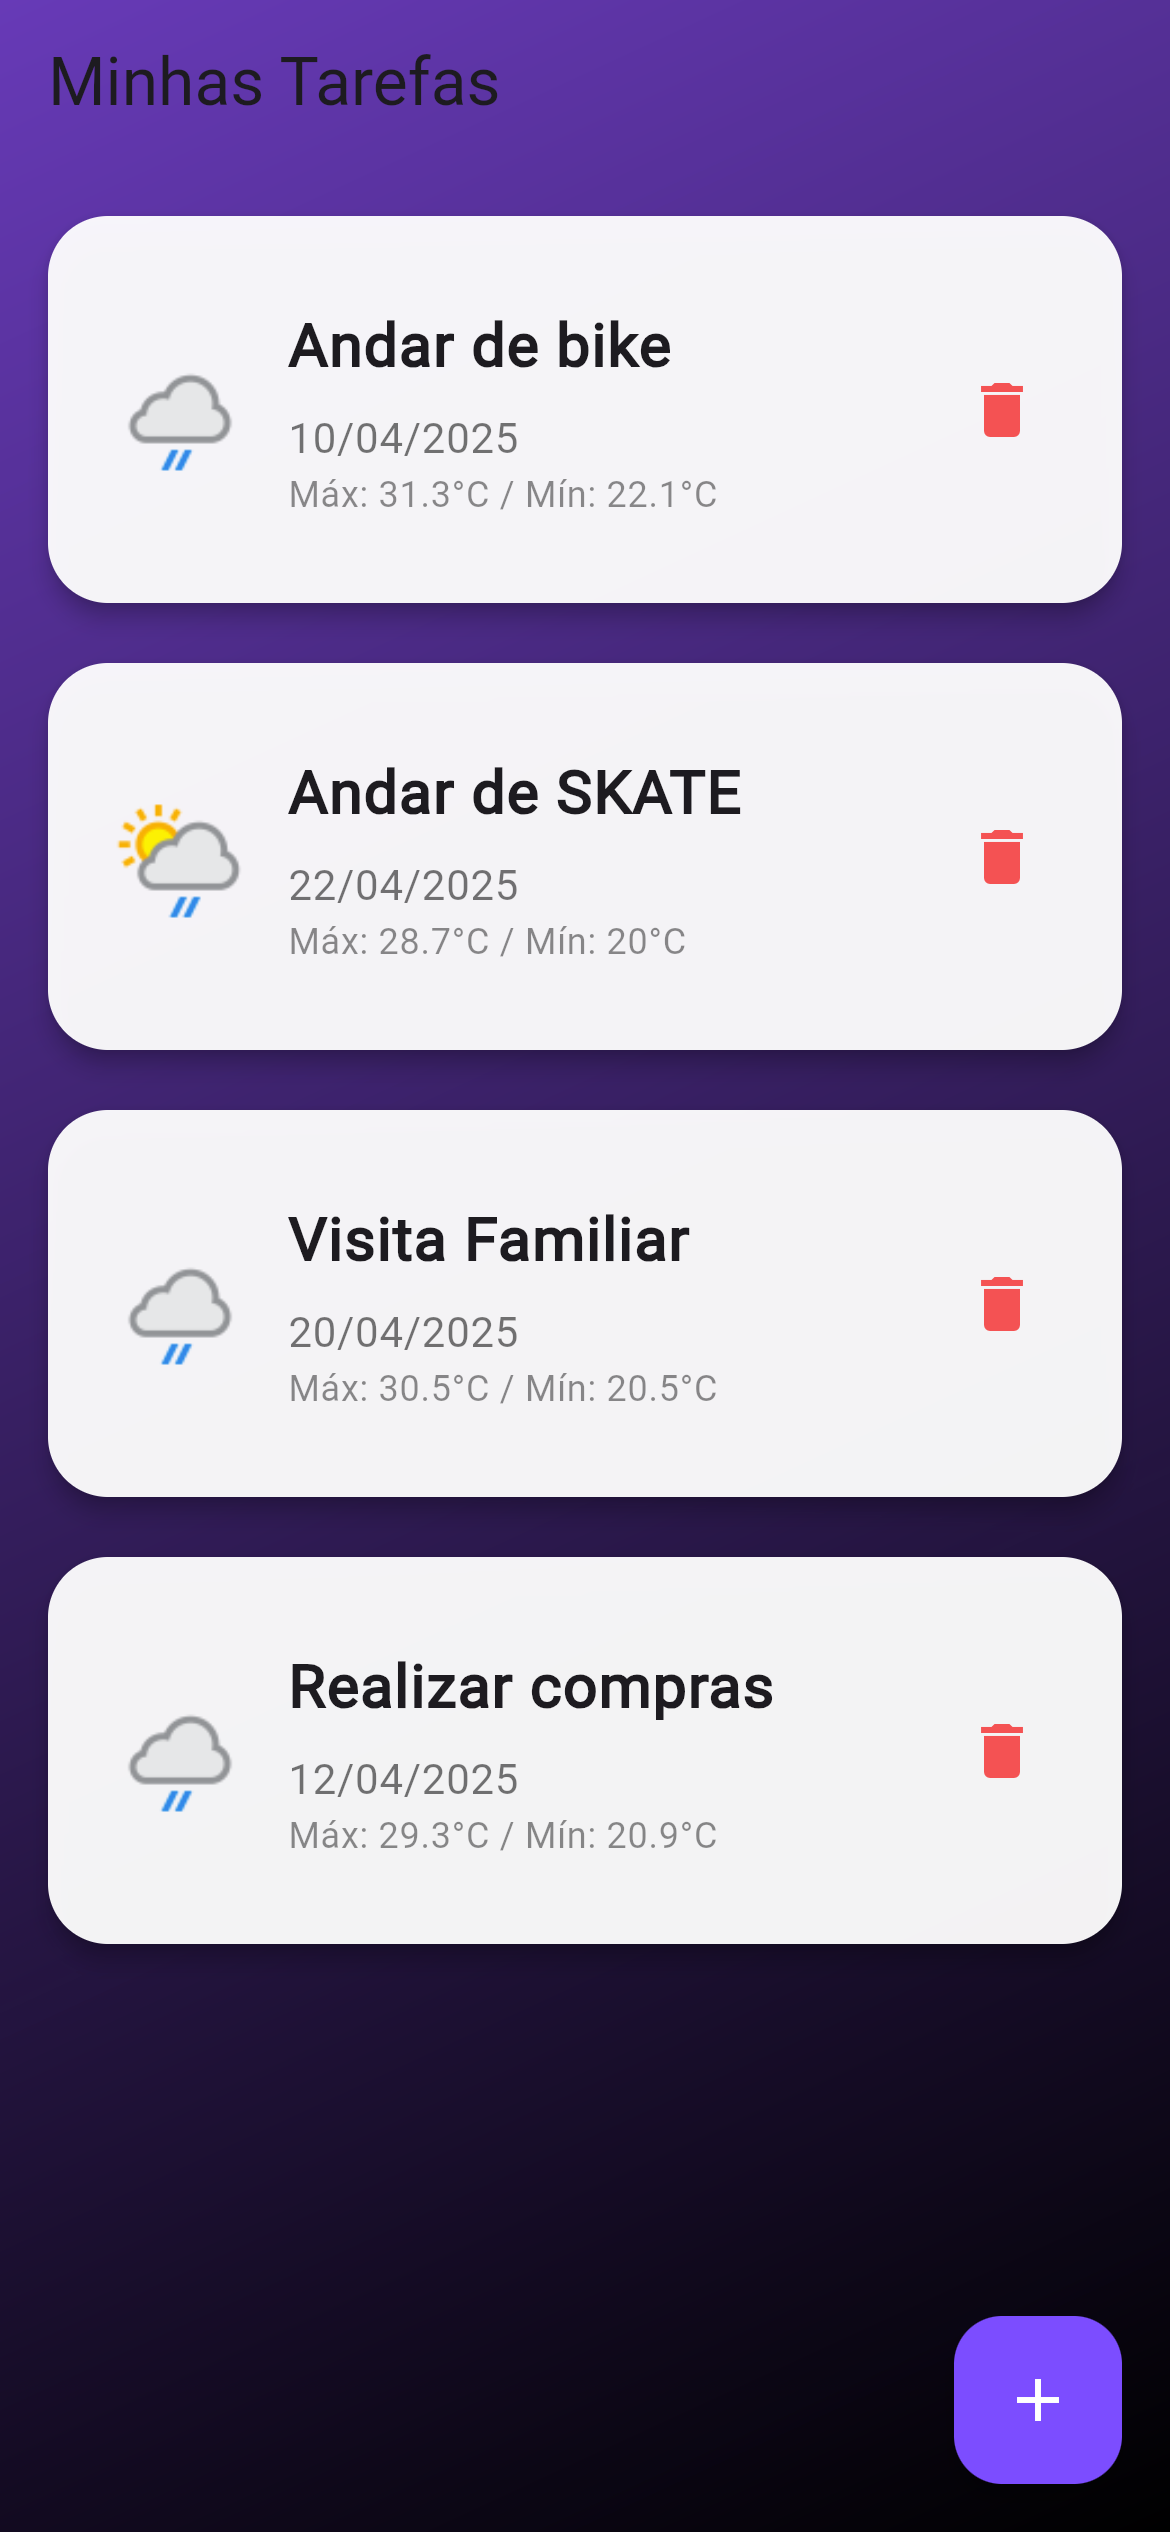 Minhas Tarefas
Andar de bike
10/04/2025
Máx: 31.3°C / Mín: 22.1°C
Andar de SKATE
22/04/2025
Máx: 28.7°C / Mín: 20°C
Visita Familiar
20/04/2025
Máx: 30.5°C / Mín: 20.5°C
Realizar compras
12/04/2025
Máx: 29.3°C / Mín: 20.9°C